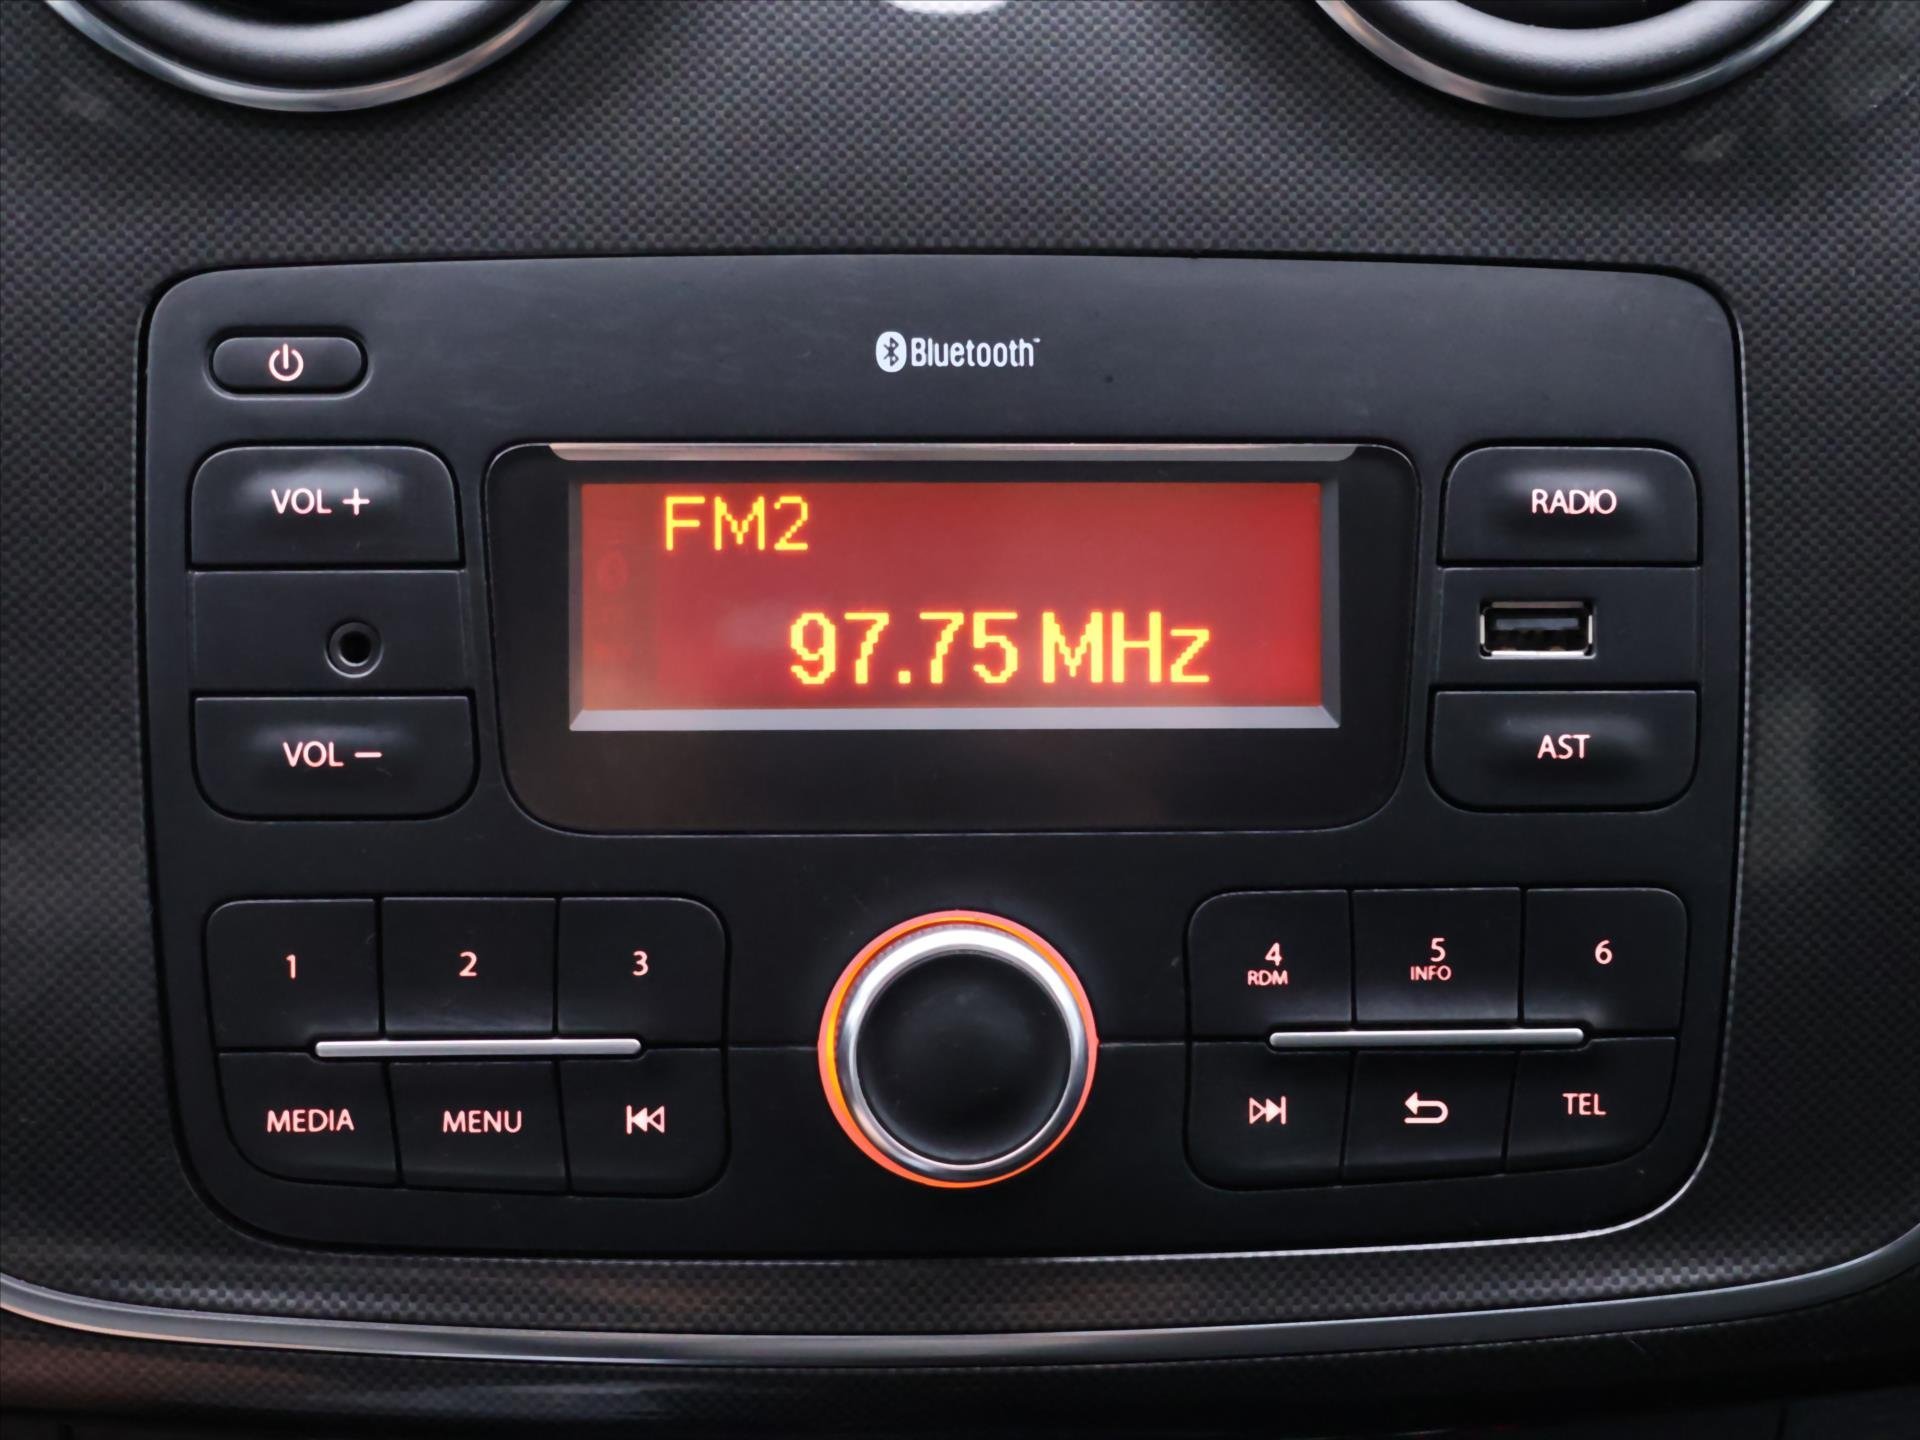 Bluetooth™
VOL +
RADIO
FM2
97.75 MHz
VOL −
AST
1 2 3
4 5 6
RDM INFO
MEDIA MENU
TEL